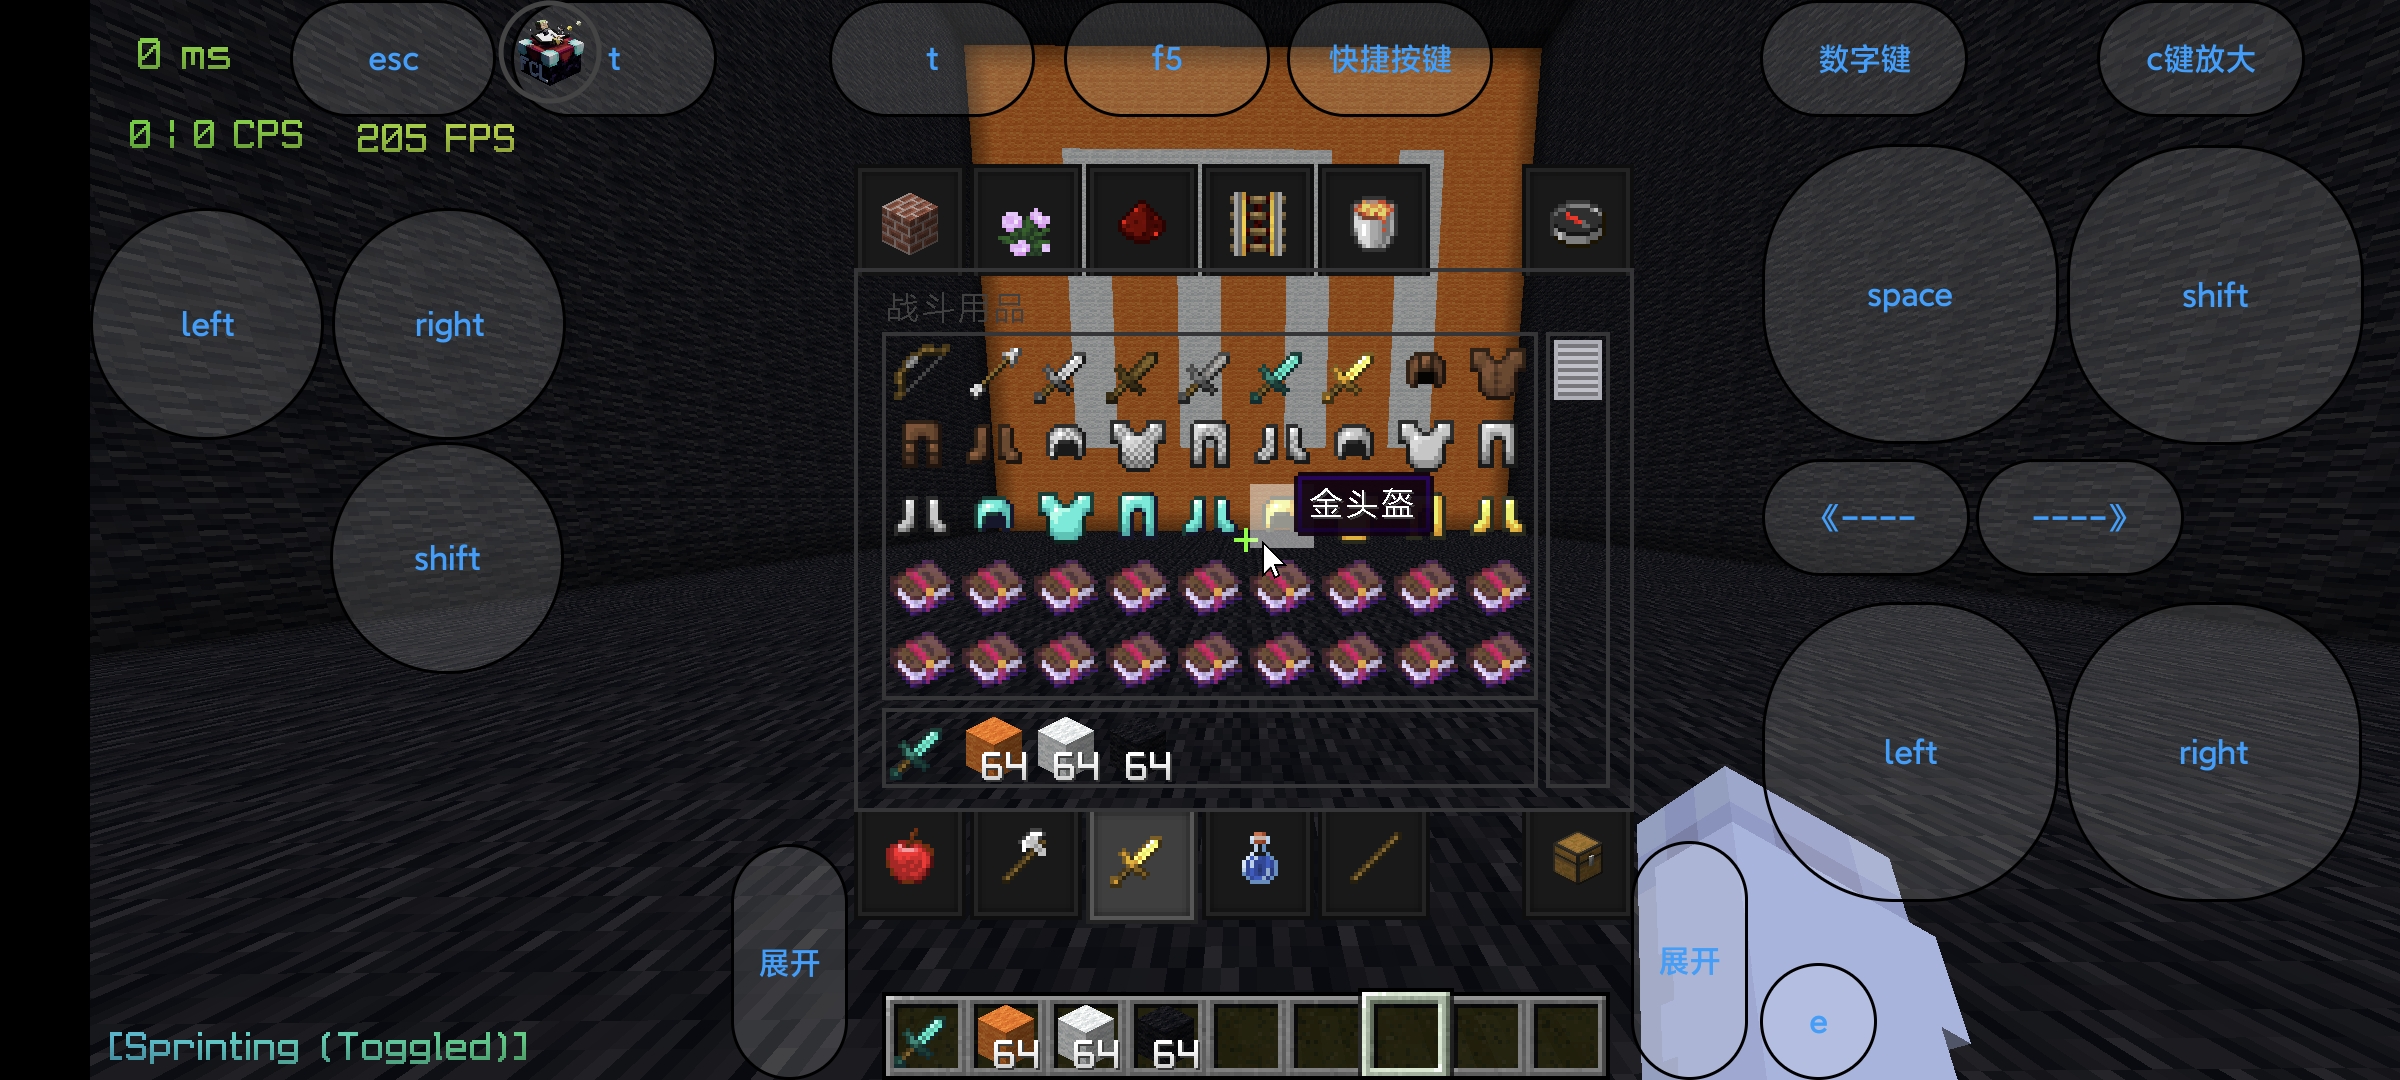 0 ms
esc
t
t
f5
快捷按键
数字键
c键放大
0 | 0 CPS
205 FPS
left
right
space
shift
战斗用品
金头盔
《----
----》
shift
64
64
64
left
right
展开
展开
e
[Sprinting (Toggled)]
64
64
64